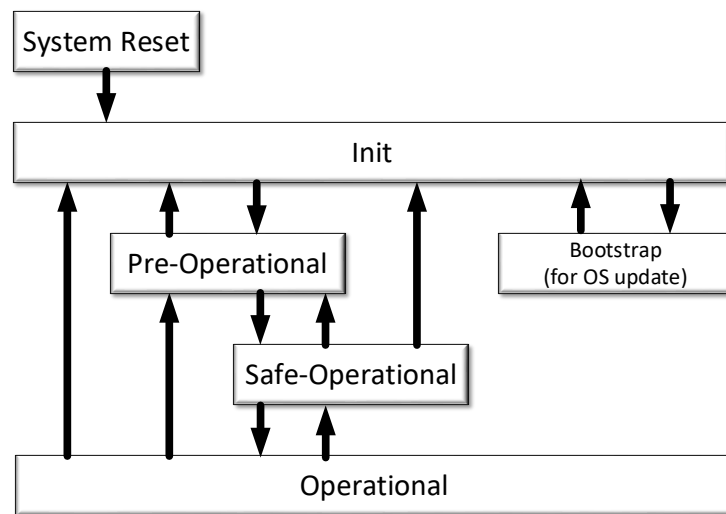 System Reset
Init
Pre-Operational
Bootstrap
(for OS update)
Safe-Operational
Operational